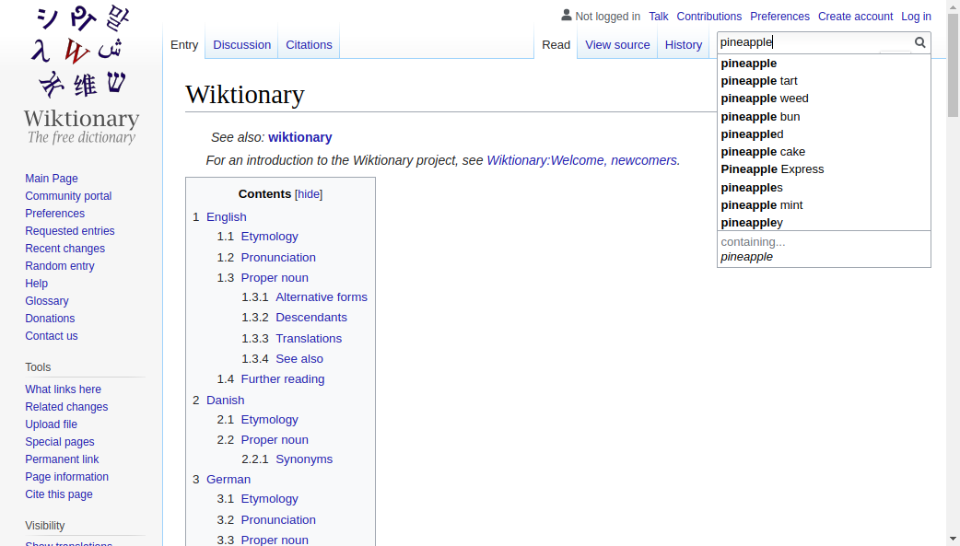 シ
ల్
말
λ
W
ش
維
ש
Wiktionary
The free dictionary
Main Page
Community portal
Preferences
Requested entries
Recent changes
Random entry
Help
Glossary
Donations
Contact us
Tools
What links here
Related changes
Upload file
Special pages
Permanent link
Page information
Cite this page
Visibility
Show translations
Not logged in Talk Contributions Preferences Create account Log in
Entry Discussion Citations
Read View source History
pineapple
pineapple
pineapple tart
pineapple weed
pineapple bun
pineappled
pineapple cake
Pineapple Express
pineapples
pineapple mint
pineappley
containing...
pineapple
Wiktionary
See also: wiktionary
For an introduction to the Wiktionary project, see Wiktionary:Welcome, newcomers.
Contents [hide]
1 English
1.1 Etymology
1.2 Pronunciation
1.3 Proper noun
1.3.1 Alternative forms
1.3.2 Descendants
1.3.3 Translations
1.3.4 See also
1.4 Further reading
2 Danish
2.1 Etymology
2.2 Proper noun
2.2.1 Synonyms
3 German
3.1 Etymology
3.2 Pronunciation
3.3 Proper noun